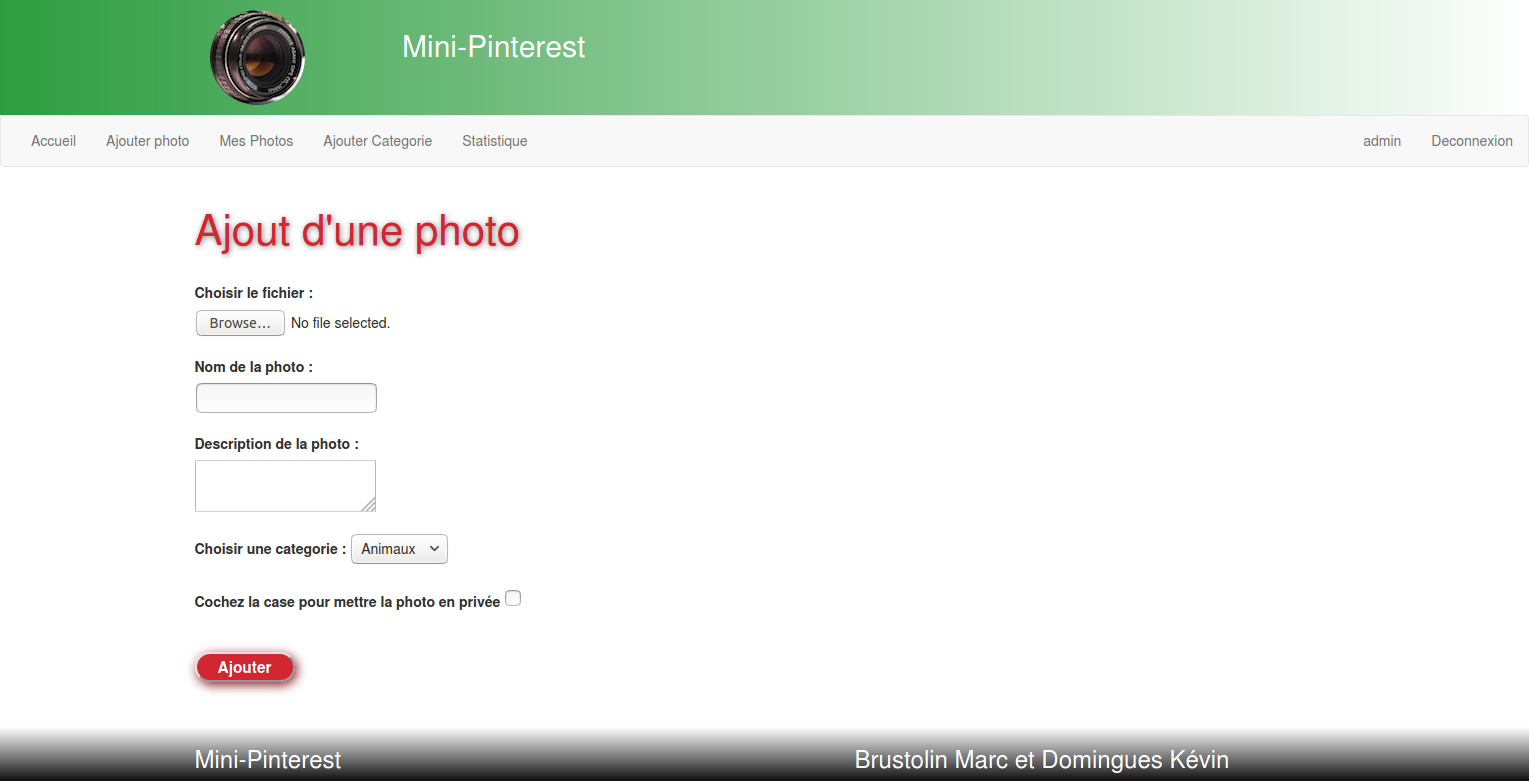 Mini-Pinterest
Accueil Ajouter photo Mes Photos Ajouter Categorie Statistique admin Deconnexion
Ajout d'une photo
Choisir le fichier :
Browse... No file selected.
Nom de la photo :
Description de la photo :
Choisir une categorie : Animaux
Cochez la case pour mettre la photo en privée
Ajouter
Mini-Pinterest Brustolin Marc et Domingues Kévin